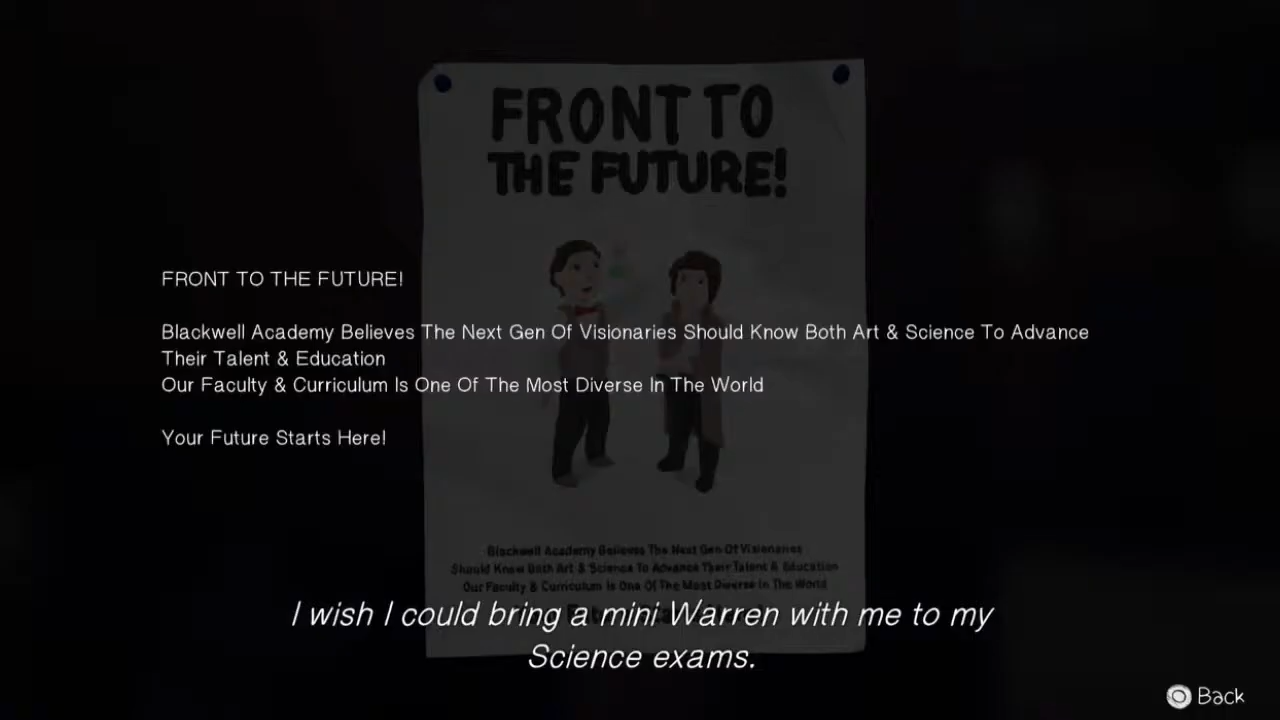 FRONT TO
THE FUTURE!
FRONT TO THE FUTURE!
Blackwell Academy Believes The Next Gen Of Visionaries Should Know Both Art & Science To Advance
Their Talent & Education
Our Faculty & Curriculum Is One Of The Most Diverse In The World
Your Future Starts Here!
Blackwell Academy Believes The Next Gen Of Visionaries
Should Know Both Art & Science To Advance Their Talent & Education
Our Faculty & Curriculum Is One Of The Most Diverse In The World
I wish I could bring a mini Warren with me to my
Science exams.
Back